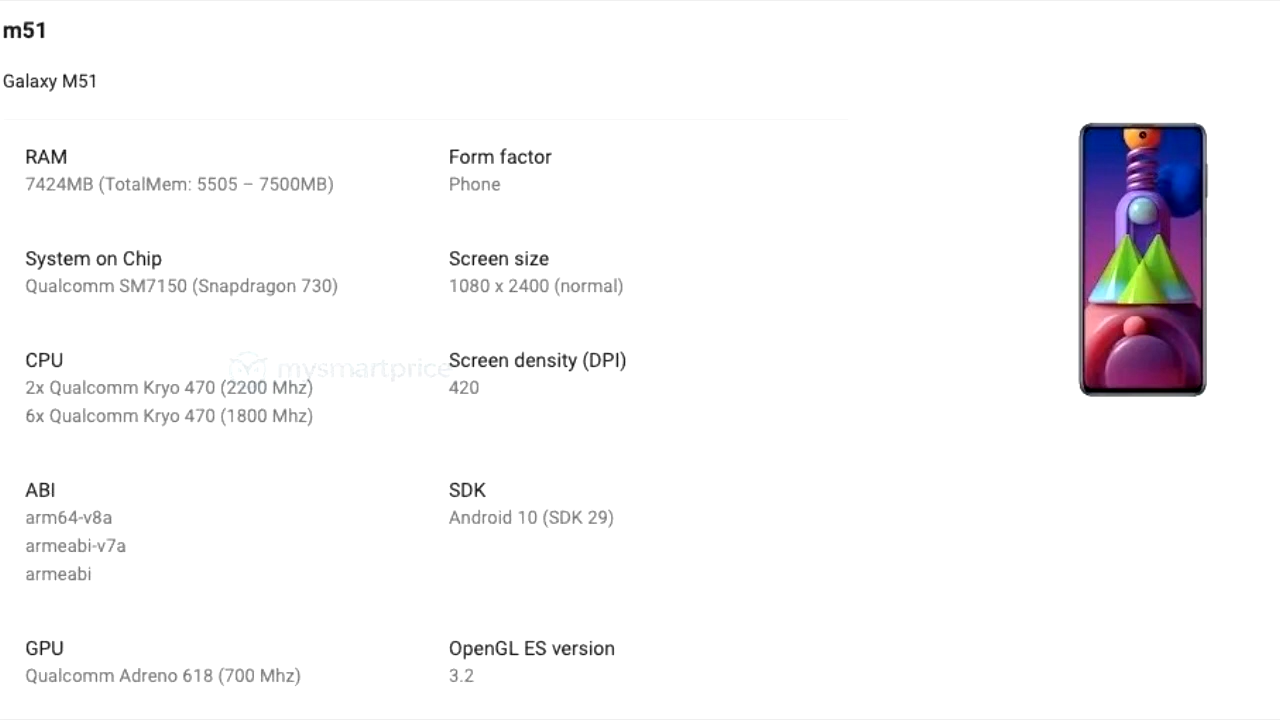 m51
Galaxy M51
RAM
7424MB (TotalMem: 5505 – 7500MB)
Form factor
Phone
System on Chip
Qualcomm SM7150 (Snapdragon 730)
Screen size
1080 x 2400 (normal)
CPU
2x Qualcomm Kryo 470 (2200 Mhz)
6x Qualcomm Kryo 470 (1800 Mhz)
mysmartprice
Screen density (DPI)
420
ABI
arm64-v8a
armeabi-v7a
armeabi
SDK
Android 10 (SDK 29)
GPU
Qualcomm Adreno 618 (700 Mhz)
OpenGL ES version
3.2